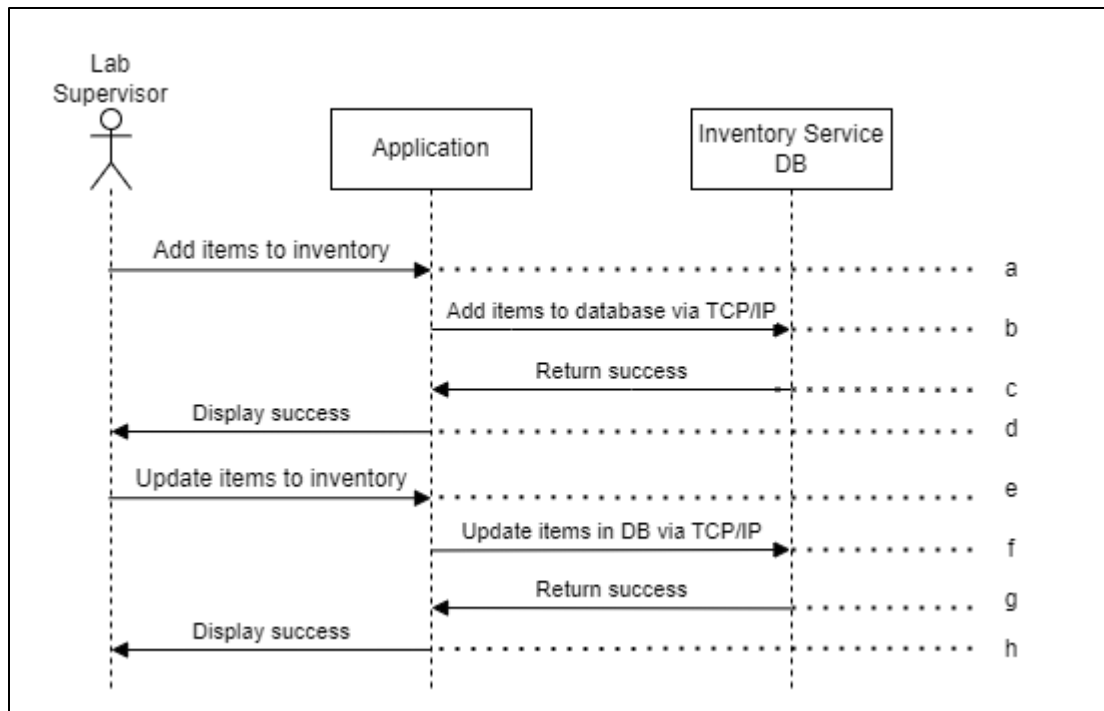 Lab
Supervisor
Application
Inventory Service
DB
Add items to inventory
a
Add items to database via TCP/IP
b
Return success
c
Display success
d
Update items to inventory
e
Update items in DB via TCP/IP
f
Return success
g
Display success
h